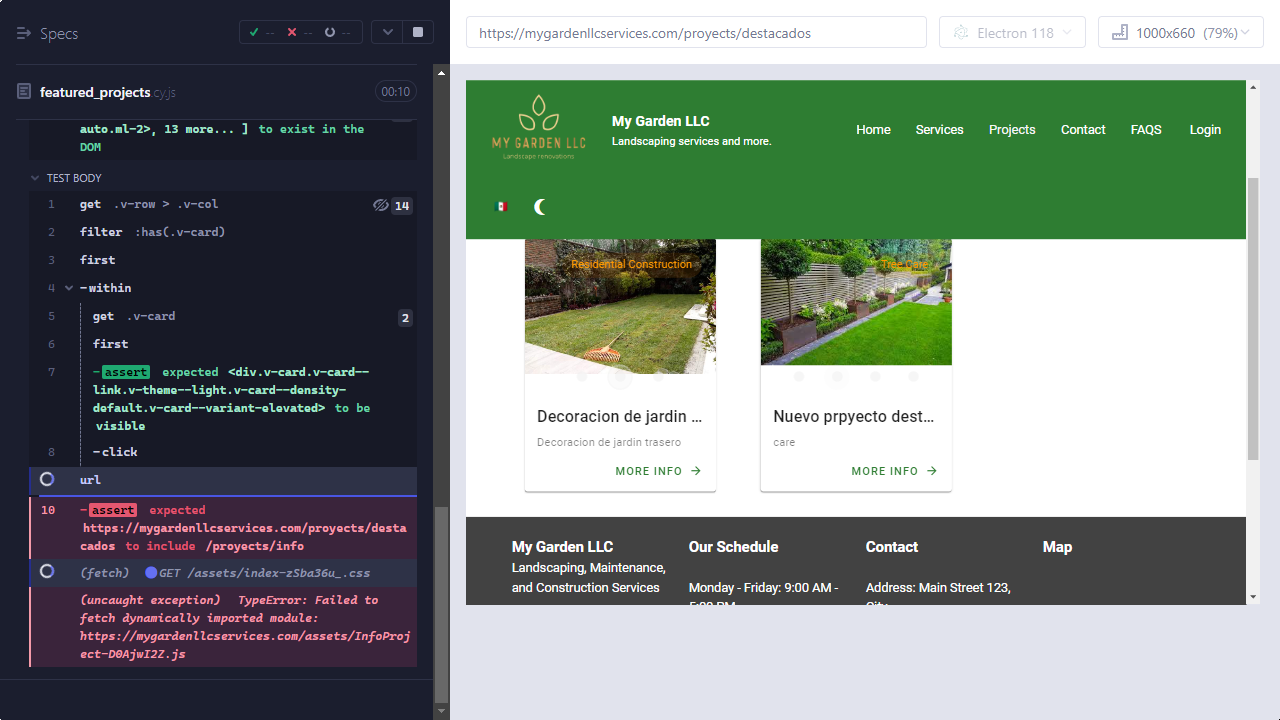 Specs
-- -- --
https://mygardenllcservices.com/proyects/destacados
Electron 118
1000x660 (79%)
featured_projects cy.js
00:10
auto.ml-2>, 13 more... ] to exist in the
DOM
TEST BODY
1 get .v-row > .v-col 14
2 filter :has(.v-card)
3 first
4 -within
5 get .v-card 2
6 first
7 -assert expected <div.v-card.v-card--
link.v-theme--light.v-card--density-
default.v-card--variant-elevated> to be
visible
8 -click
url
10 -assert expected
https://mygardenllcservices.com/proyects/desta
cados to include /proyects/info
(fetch) GET /assets/index-zSba36u_.css
(uncaught exception) TypeError: Failed to
fetch dynamically imported module:
https://mygardenllcservices.com/assets/InfoProj
ect-D0AjwI2Z.js
MY GARDEN LLC
Landscape renovations
My Garden LLC
Landscaping services and more.
Home Services Projects Contact FAQS Login
Residential Construction
Tree Care
Decoracion de jardin ...
Decoracion de jardin trasero
MORE INFO
Nuevo prpyecto dest...
care
MORE INFO
My Garden LLC
Landscaping, Maintenance,
and Construction Services
Our Schedule
Monday - Friday: 9:00 AM -
5:00 PM
Contact
Address: Main Street 123,
City
Map